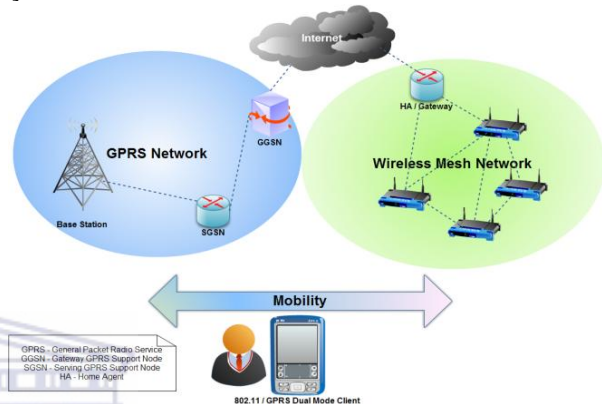 Internet
HA / Gateway
GGSN
GPRS Network
Wireless Mesh Network
SGSN
Base Station
Mobility
GPRS - General Packet Radio Service
GGSN - Gateway GPRS Support Node
SGSN - Serving GPRS Support Node
HA - Home Agent
802.11 / GPRS Dual Mode Client